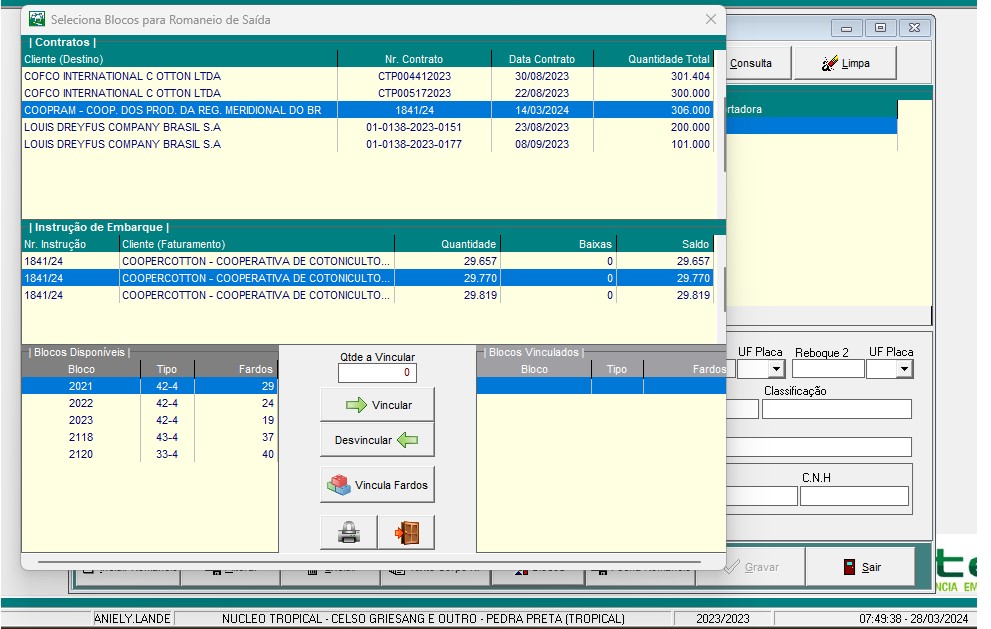 Seleciona Blocos para Romaneio de Saída
| Contratos |
Cliente (Destino) Nr. Contrato Data Contrato Quantidade Total
COFCO INTERNATIONAL C OTTON LTDA CTP004412023 30/08/2023 301.404
COFCO INTERNATIONAL C OTTON LTDA CTP005172023 22/08/2023 300.000
COOPRAM - COOP. DOS PROD. DA REG. MERIDIONAL DO BR 1841/24 14/03/2024 306.000
LOUIS DREYFUS COMPANY BRASIL S.A 01-0138-2023-0151 23/08/2023 200.000
LOUIS DREYFUS COMPANY BRASIL S.A 01-0138-2023-0177 08/09/2023 101.000
| Instrução de Embarque |
Nr. Instrução Cliente (Faturamento) Quantidade Baixas Saldo
1841/24 COOPERCOTTON - COOPERATIVA DE COTONICULTO... 29.657 0 29.657
1841/24 COOPERCOTTON - COOPERATIVA DE COTONICULTO... 29.770 0 29.770
1841/24 COOPERCOTTON - COOPERATIVA DE COTONICULTO... 29.819 0 29.819
| Blocos Disponíveis |
Bloco Tipo Fardos
2021 42-4 29
2022 42-4 24
2023 42-4 19
2118 43-4 37
2120 33-4 40
Qtde a Vincular
0
Vincular
Desvincular
Vincula Fardos
| Blocos Vinculados |
Bloco Tipo Fardos
Consulta Limpa
rtadora
UF Placa Reboque 2 UF Placa
Classificação
C.N.H
Gravar Sair
NCIA EM
ANIELY.LANDE NUCLEO TROPICAL - CELSO GRIESANG E OUTRO - PEDRA PRETA (TROPICAL) 2023/2023 07:49:38 - 28/03/2024